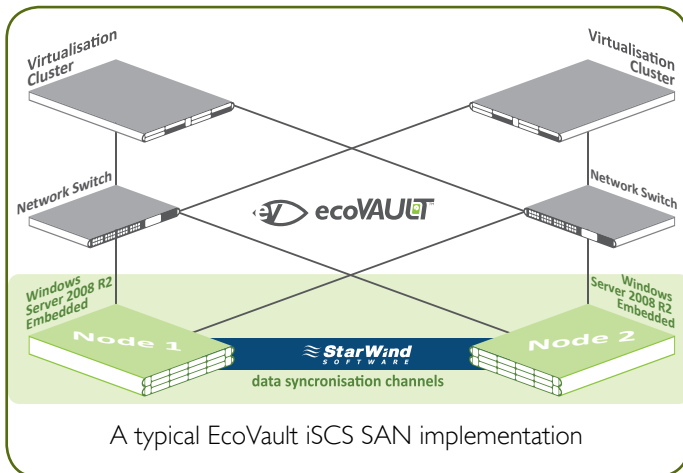 Virtualisation
Cluster
Virtualisation
Cluster
Network Switch
Network Switch
ev ecoVAULT
Windows
Server 2008 R2
Embedded
Windows
Server 2008 R2
Embedded
Node 1
StarWind
SOFTWARE
Node 2
data syncronisation channels
A typical EcoVault iSCS SAN implementation